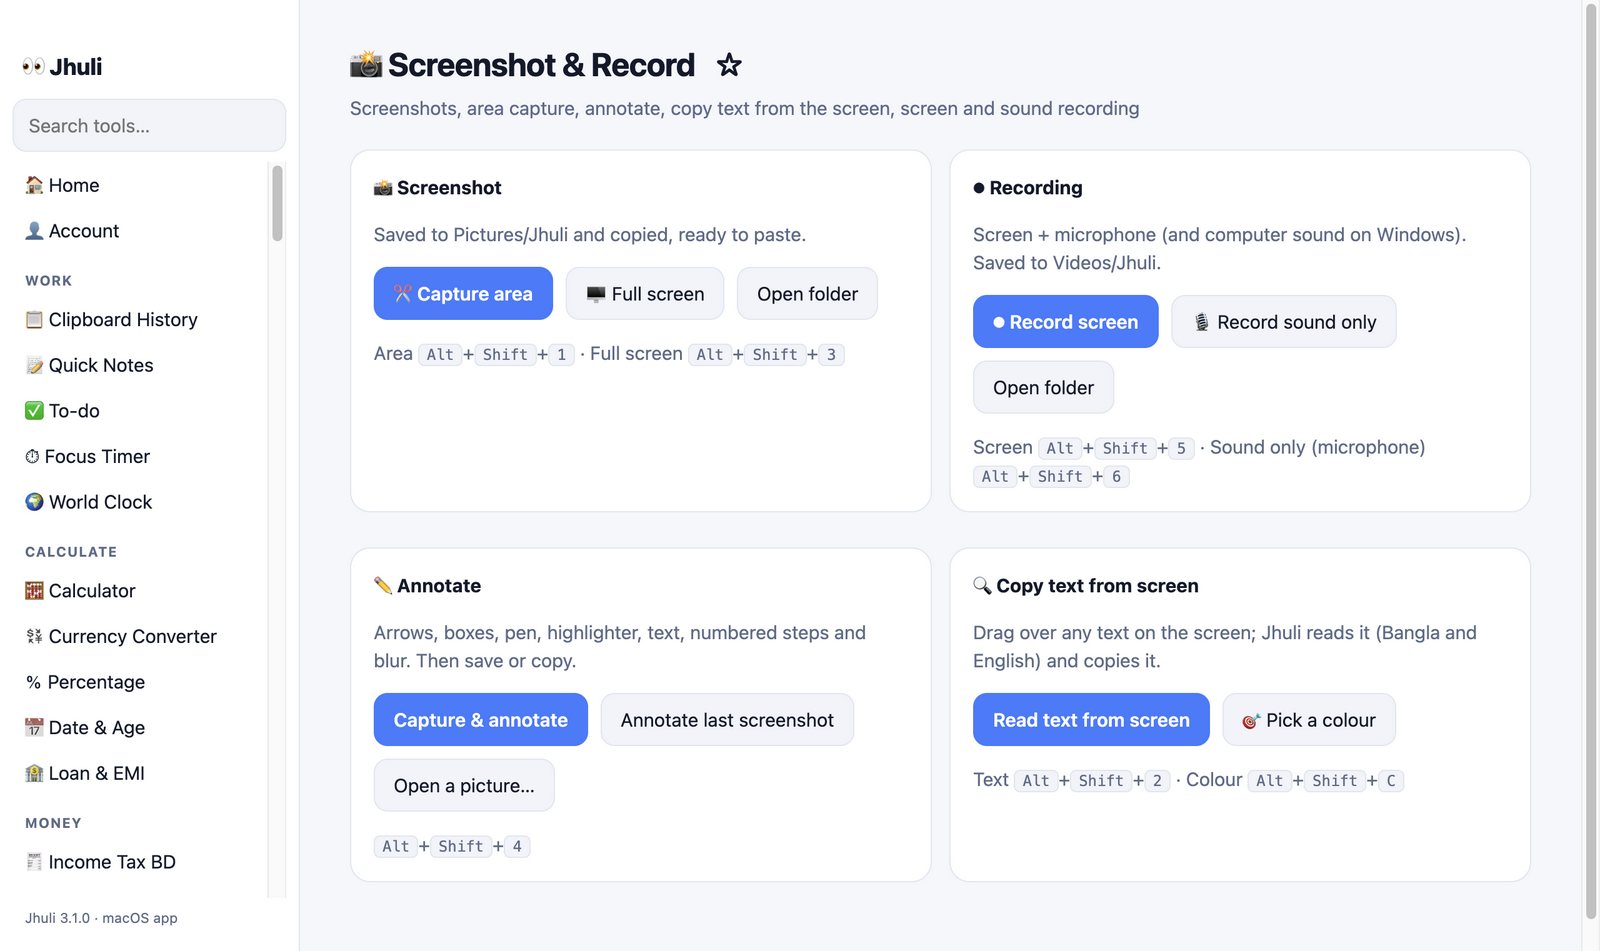 Jhuli
Search tools...
Home
Account
WORK
Clipboard History
Quick Notes
To-do
Focus Timer
World Clock
CALCULATE
Calculator
Currency Converter
% Percentage
Date & Age
Loan & EMI
MONEY
Income Tax BD
Jhuli 3.1.0 · macOS app
Screenshot & Record
Screenshots, area capture, annotate, copy text from the screen, screen and sound recording
Screenshot
Saved to Pictures/Jhuli and copied, ready to paste.
Capture area
Full screen
Open folder
Area Alt+Shift+1 · Full screen Alt+Shift+3
Recording
Screen + microphone (and computer sound on Windows).
Saved to Videos/Jhuli.
Record screen
Record sound only
Open folder
Screen Alt+Shift+5 · Sound only (microphone)
Alt+Shift+6
Annotate
Arrows, boxes, pen, highlighter, text, numbered steps and
blur. Then save or copy.
Capture & annotate
Annotate last screenshot
Open a picture...
Alt+Shift+4
Copy text from screen
Drag over any text on the screen; Jhuli reads it (Bangla and
English) and copies it.
Read text from screen
Pick a colour
Text Alt+Shift+2 · Colour Alt+Shift+C